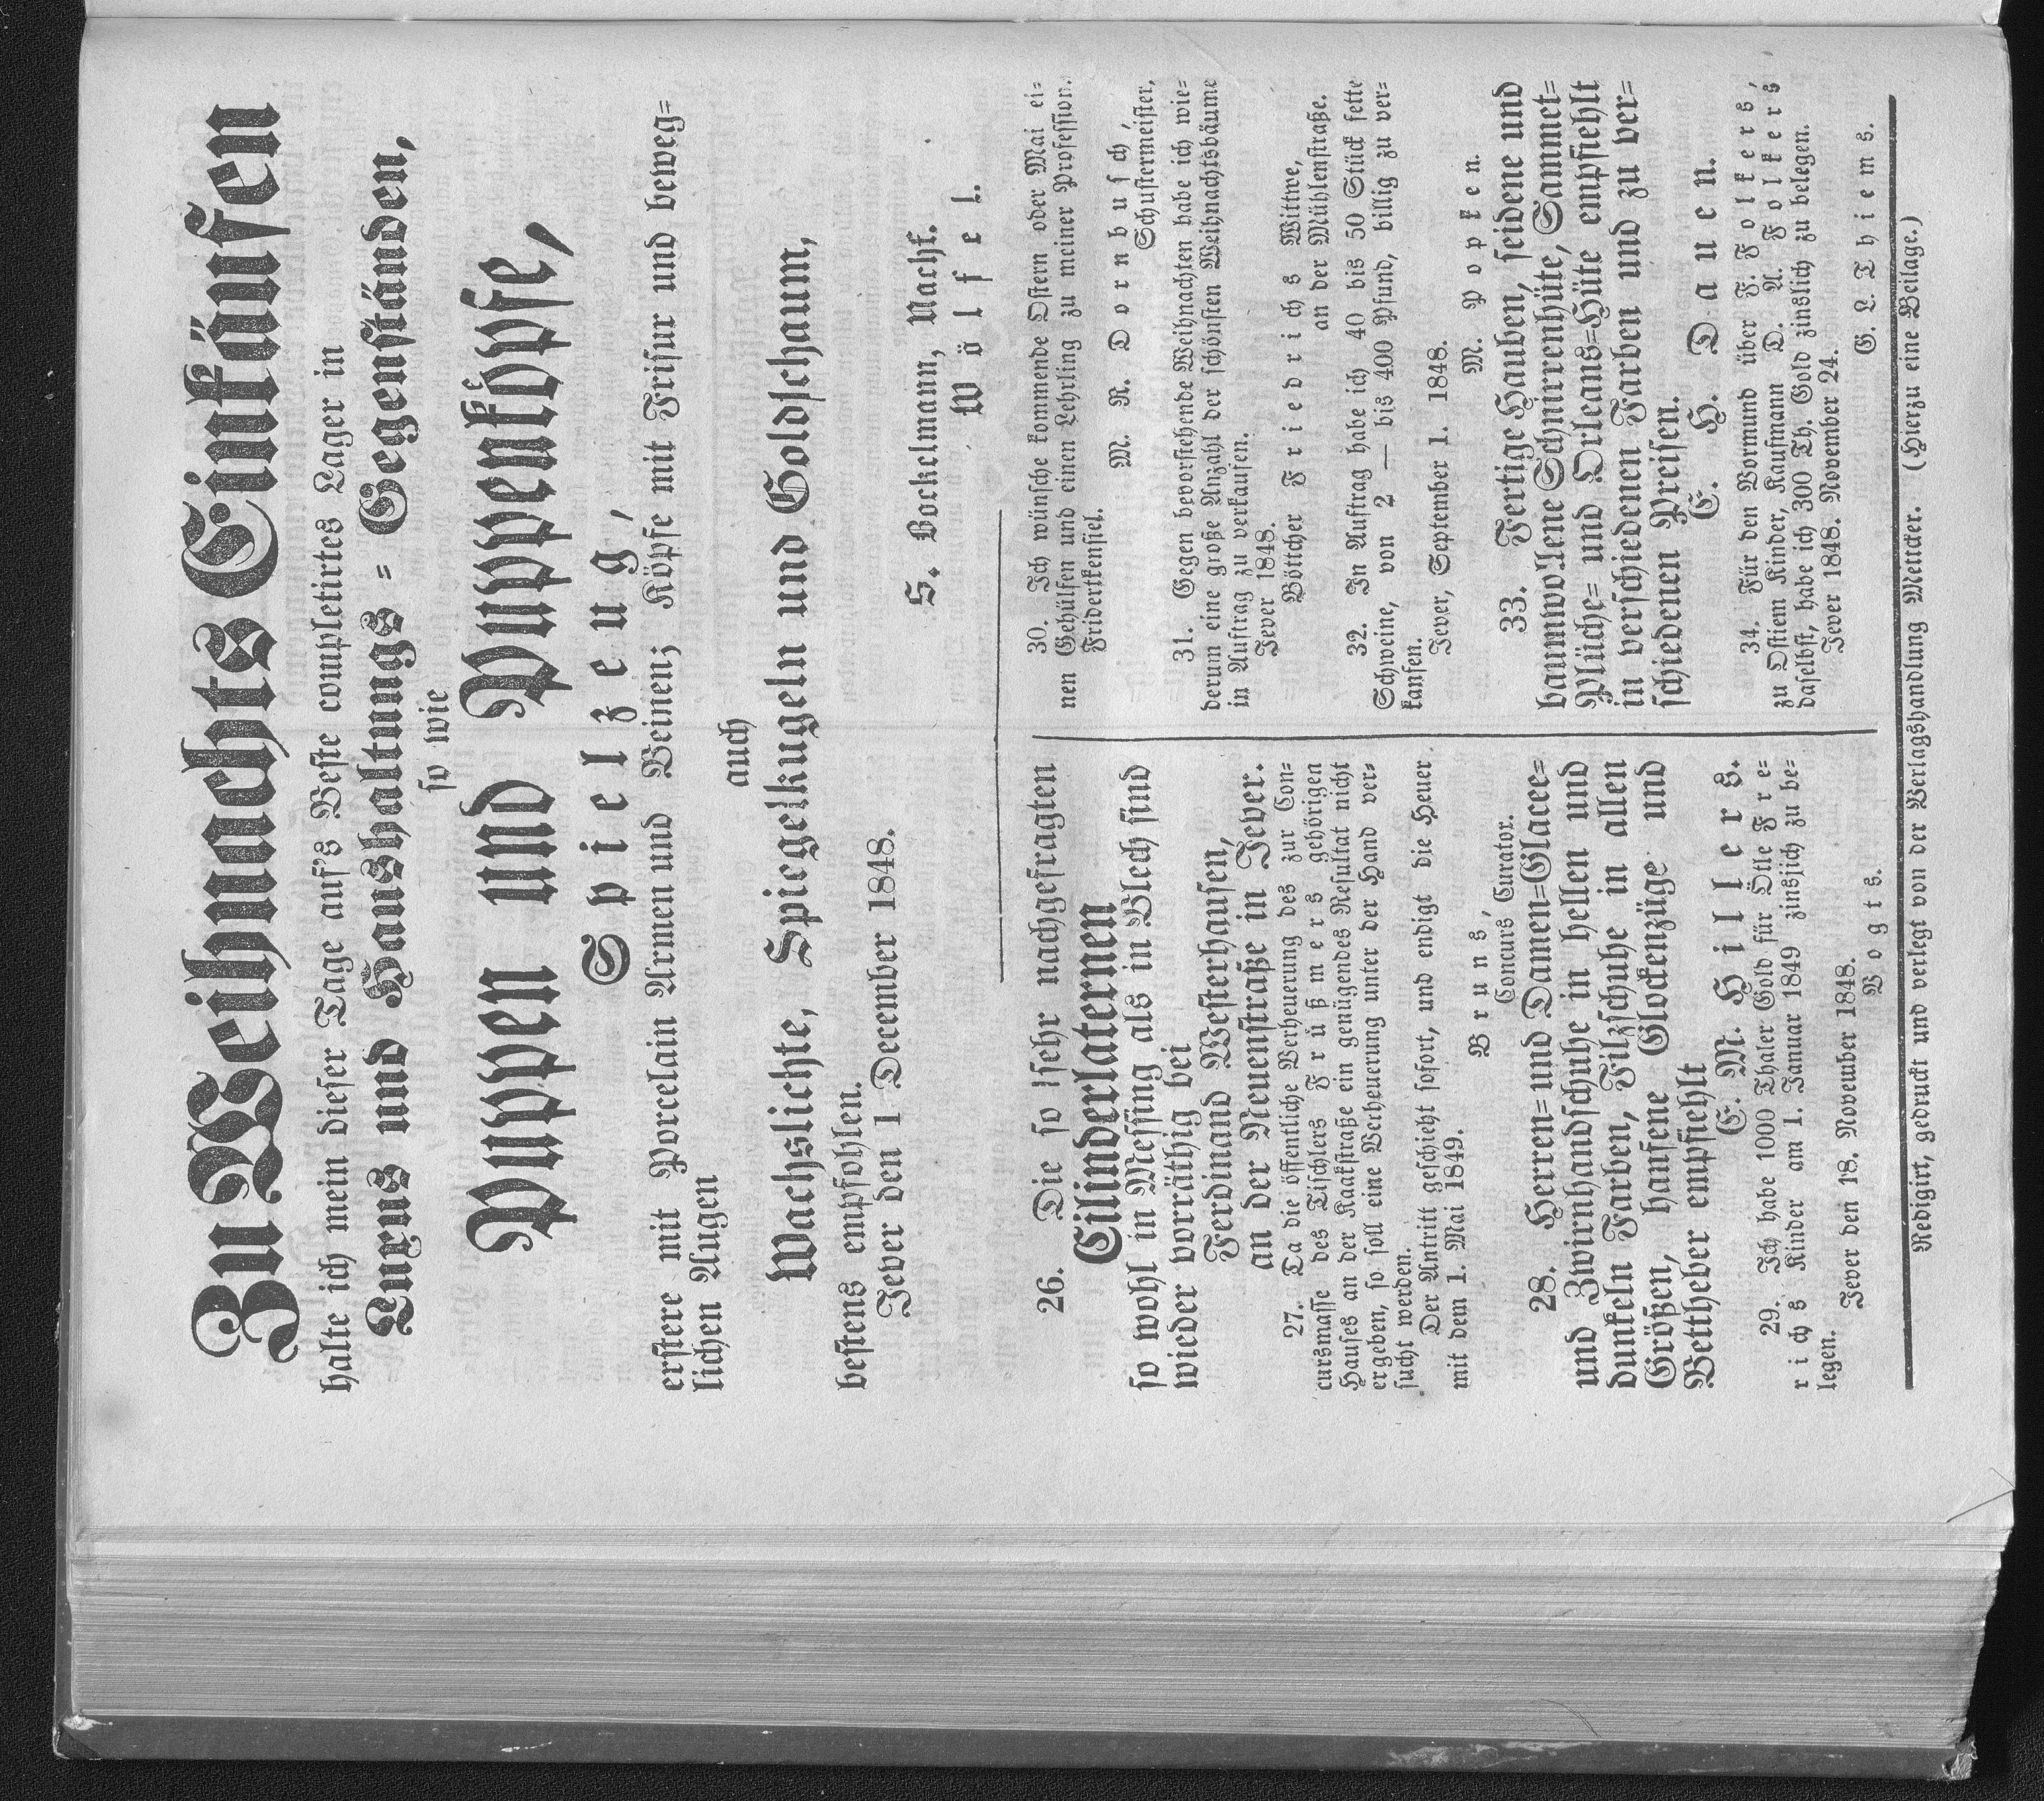 Zu Weihnachts Einkäufen
halte ich mein dieser Tage auf's Beste completirtes Lager in
Luxus und Haushaltungs = Gegenständen,
so wie
Puppen und Puppenköpfe,
Spielzeug,
erstere mit Porcelain Armen und Beinen; Köpfe mit Frisur und beweg=
lichen Augen
auch
Wachslichte, Spiegelkugeln und Goldschaum,
bestens empfohlen.
Jever den 1 December 1848.
S. Bockelmann, Nachf.
Wölfel.
26. Die so sehr nachgefragten
Cilinderlaternen
so wohl in Messing als in Blech sind
wieder vorräthig bei
Ferdinand Westerhausen,
an der Neuenstraße in Jever.
27. Da die öffentliche Verheuerung des zur Con=
cursmasse des Tischlers Frußmers gehörigen
Hauses an der Kaakstraße ein genügendes Resultat nicht
ergeben, so soll eine Verheuerung unter der Hand ver=
sucht werden.
Der Antritt geschieht sofort, und endigt die Heuer
mit dem 1. Mai 1849.
Bruns,
Concurs Curator.
28. Herren= und Damen=Glacee=
und Zwirnhandschuhe in hellen und
dunkeln Farben, Filzschuhe in allen
Größen, hanfene Glockenzüge und
Bettheber empfiehlt
C. M. Hillers.
29. Ich habe 1000 Thaler Gold für Ötle Fre=
richs Kinder am 1. Januar 1849 zinslich zu be=
legen.
Jever den 18. November 1848.
Vogts.
30. Ich wünsche kommende Ostern oder Mai ei=
nen Gehülfen und einen Lehrling zu meiner Profession.
Friderikensiel.
M. R. Dornbusch,
Schustermeister,
31. Gegen bevorstehende Weihnachten habe ich wie=
derum eine große Anzahl der schönsten Weihnachtsbäume
in Auftrag zu verkaufen.
Jever 1848.
Böttcher Friedrichs Wittwe,
an der Mühlenstraße.
32. In Auftrag habe ich 40 bis 50 Stück fette
Schweine, von 2 — bis 400 Pfund, billig zu ver=
kaufen.
Jever, September 1. 1848.
M. Popken.
33. Fertige Hauben, seidene und
baumwollene Schnirrenhüte, Sammet=
Plüche= und Orleans=Hüte empfiehlt
in verschiedenen Farben und zu ver=
schiedenen Preisen.
C. H. Dauen.
34. Für den Vormund über F. Folkers,
zu Ostiem Kinder, Kaufmann D. A. Folkers
daselbst, habe ich 300 Th. Gold zinslich zu belegen.
Jever 1848. November 24.
G. L. Thiems.
Redigirt, gedruckt und verlegt von der Verlagshandlung Mettcker. (Hierzu eine Beilage.)